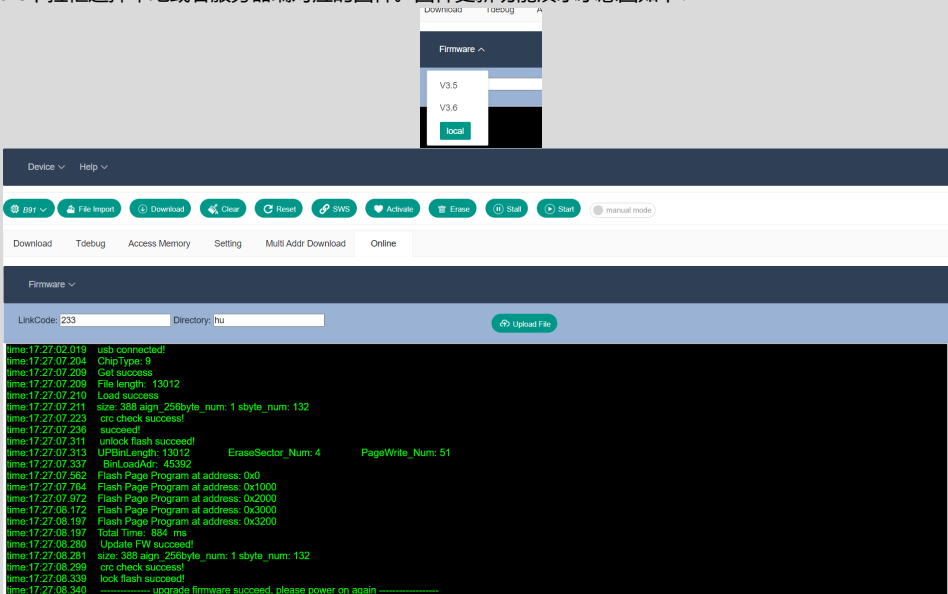 Download Tdebug A
Firmware
V3.5
V3.6
local
Device Help
B91 File Import Download Clear Reset SWS Activate Erase Stall Start manual mode
Download Tdebug Access Memory Setting Multi Addr Download Online
Firmware
LinkCode: 233 Directory: hu Upload File
time:17:27:02.019 usb connected!
time:17:27:07.204 ChipType: 9
time:17:27:07.209 Get success
time:17:27:07.209 File length: 13012
time:17:27:07.210 Load success
time:17:27:07.211 size: 388 aign_256byte_num: 1 sbyte_num: 132
time:17:27:07.223 crc check success!
time:17:27:07.236 succeed!
time:17:27:07.311 unlock flash succeed!
time:17:27:07.313 UPBinLength: 13012 EraseSector_Num: 4 PageWrite_Num: 51
time:17:27:07.337 BinLoadAdr: 45392
time:17:27:07.562 Flash Page Program at address: 0x0
time:17:27:07.764 Flash Page Program at address: 0x1000
time:17:27:07.972 Flash Page Program at address: 0x2000
time:17:27:08.172 Flash Page Program at address: 0x3000
time:17:27:08.197 Flash Page Program at address: 0x3200
time:17:27:08.197 Total Time: 884 ms
time:17:27:08.280 Update FW succeed!
time:17:27:08.281 size: 388 aign_256byte_num: 1 sbyte_num: 132
time:17:27:08.299 crc check success!
time:17:27:08.339 lock flash succeed!
time:17:27:08.340 --------------- upgrade firmware succeed, please power on again ------------------